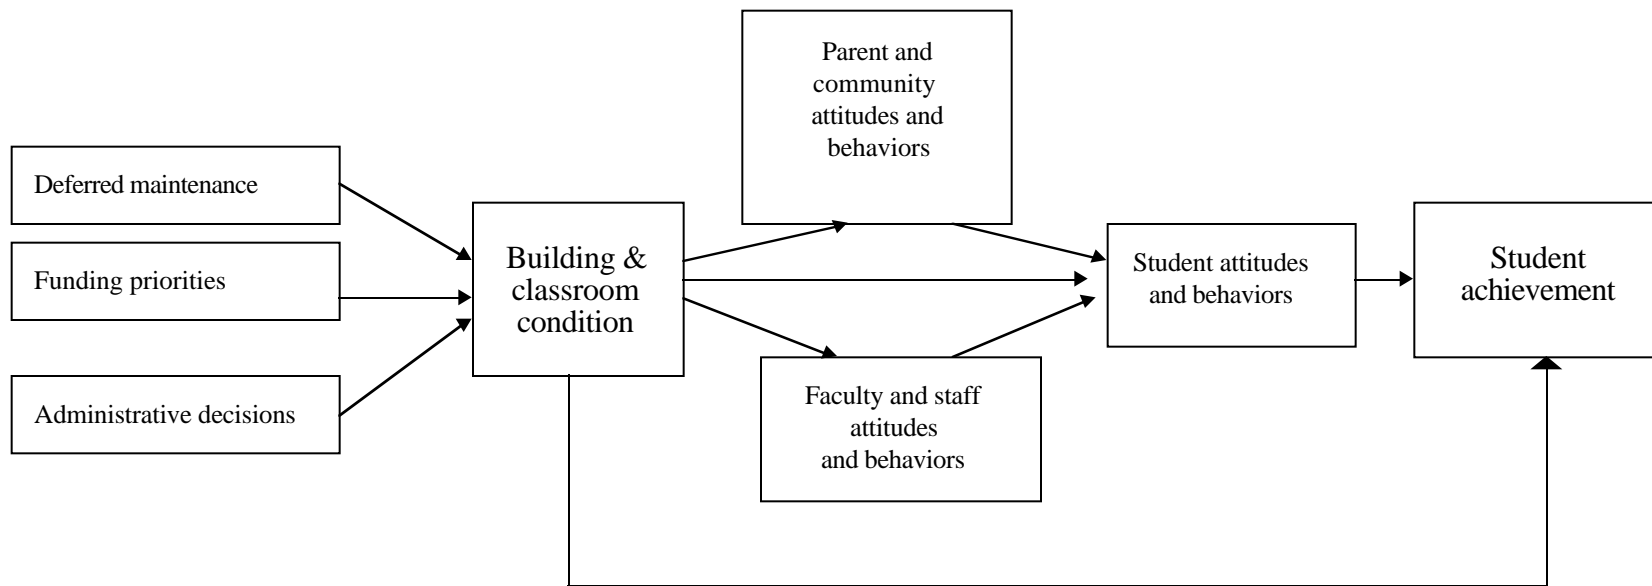 Deferred maintenance
Funding priorities
Administrative decisions
Building &
classroom
condition
Parent and
community
attitudes and
behaviors
Faculty and staff
attitudes
and behaviors
Student attitudes
and behaviors
Student
achievement